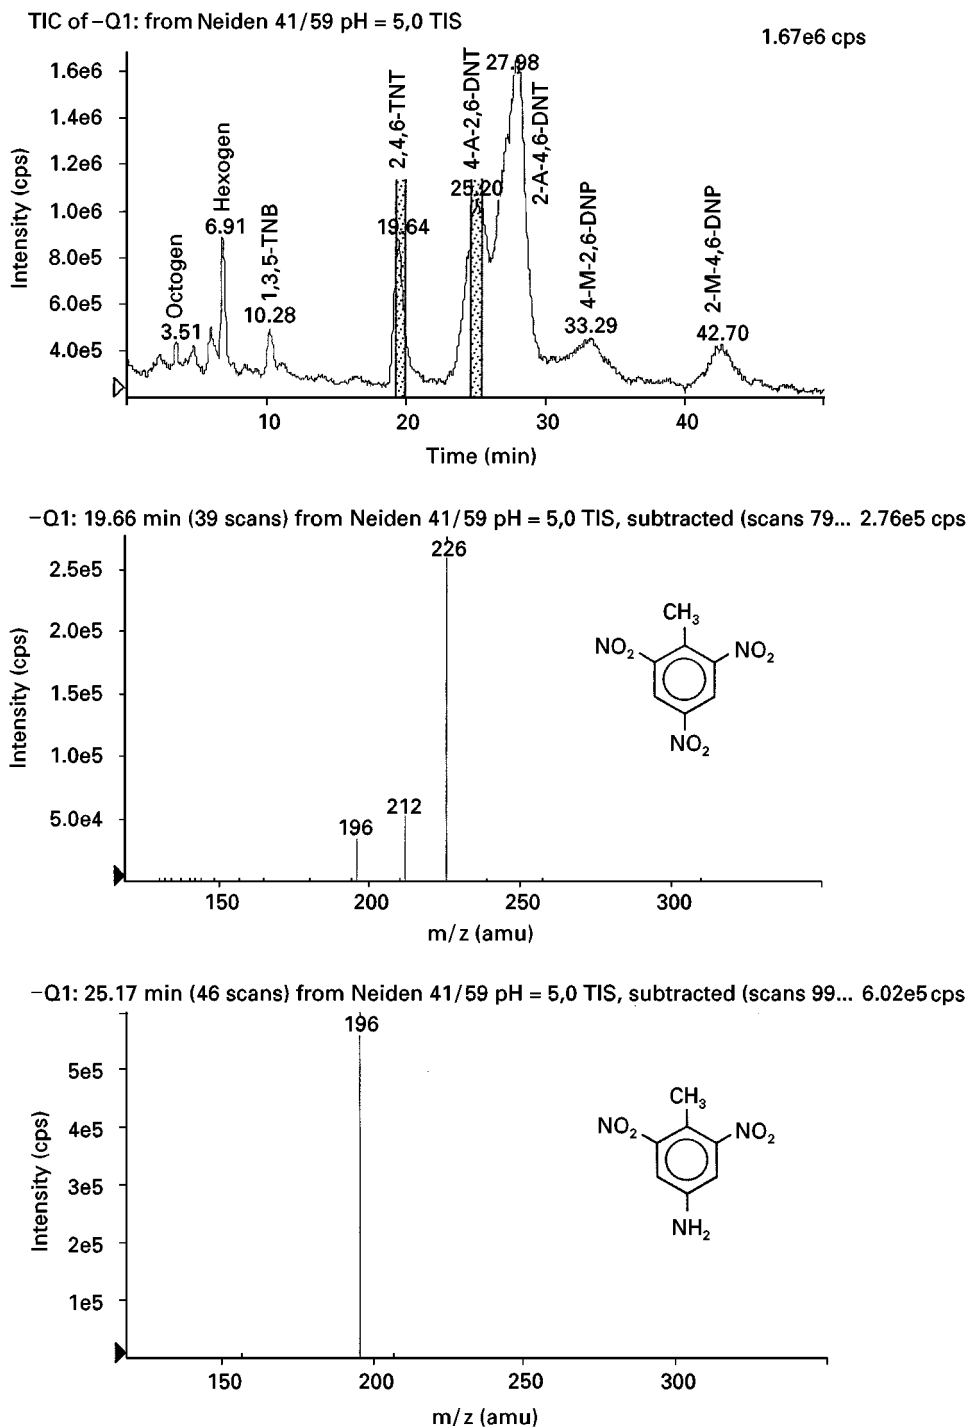 TIC of −Q1: from Neiden 41/59 pH = 5,0 TIS
1.67e6 cps
Intensity (cps)
1.6e6
1.4e6
1.2e6
1.0e6
8.0e5
6.0e5
4.0e5
Octogen
3.51
Hexogen
6.91
1,3,5-TNB
10.28
2,4,6-TNT
19.64
4-A-2,6-DNT
25.20
27.98
2-A-4,6-DNT
4-M-2,6-DNP
33.29
2-M-4,6-DNP
42.70
10
20
30
40
Time (min)
−Q1: 19.66 min (39 scans) from Neiden 41/59 pH = 5,0 TIS, subtracted (scans 79... 2.76e5 cps
Intensity (cps)
2.5e5
2.0e5
1.5e5
1.0e5
5.0e4
226
212
196
CH3
NO2
NO2
NO2
150
200
250
300
m/z (amu)
−Q1: 25.17 min (46 scans) from Neiden 41/59 pH = 5,0 TIS, subtracted (scans 99... 6.02e5 cps
Intensity (cps)
5e5
4e5
3e5
2e5
1e5
196
CH3
NO2
NO2
NH2
150
200
250
300
m/z (amu)